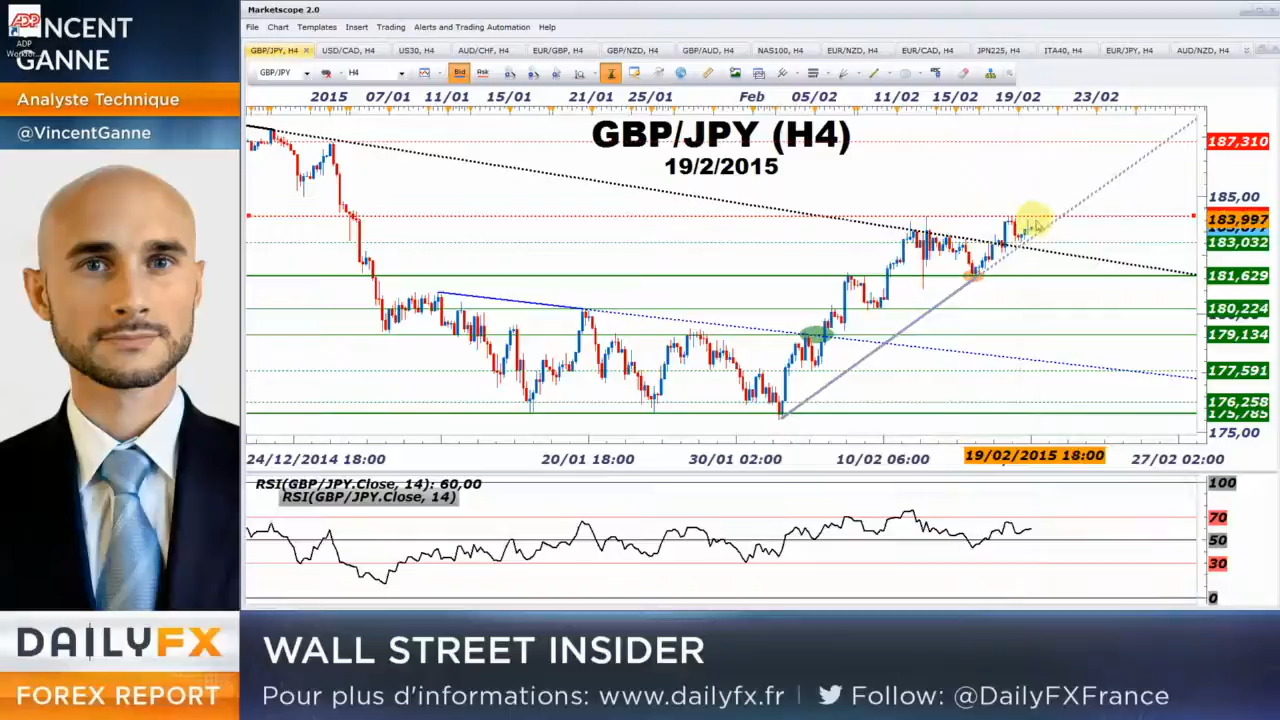 ADP
ADP
VINCENT
GANNE
Analyste Technique
@VincentGanne
Marketscope 2.0
File Chart Templates Insert Trading Alerts and Trading Automation Help
GBP/JPY, H4 USD/CAD, H4 US30, H4 AUD/CHF, H4 EUR/GBP, H4 GBP/NZD, H4 GBP/AUD, H4 NAS100, H4 EUR/NZD, H4 EUR/CAD, H4 JPN225, H4 ITA40, H4 EUR/JPY, H4 AUD/NZD, H4
GBP/JPY H4 Bid Ask
2015 07/01 11/01 15/01 21/01 25/01 Feb 05/02 11/02 15/02 19/02 23/02
GBP/JPY (H4)
19/2/2015
187,310
185,00
183,997
183,032
181,629
180,224
179,134
177,591
176,258
175,785
175,00
24/12/2014 18:00 20/01 18:00 30/01 02:00 10/02 06:00 19/02/2015 18:00 27/02 02:00
RSI(GBP/JPY.Close, 14): 60,00
RSI(GBP/JPY.Close, 14)
100
70
50
30
0
DAILYFX
FOREX REPORT
WALL STREET INSIDER
Pour plus d'informations: www.dailyfx.fr | Follow: @DailyFXFrance